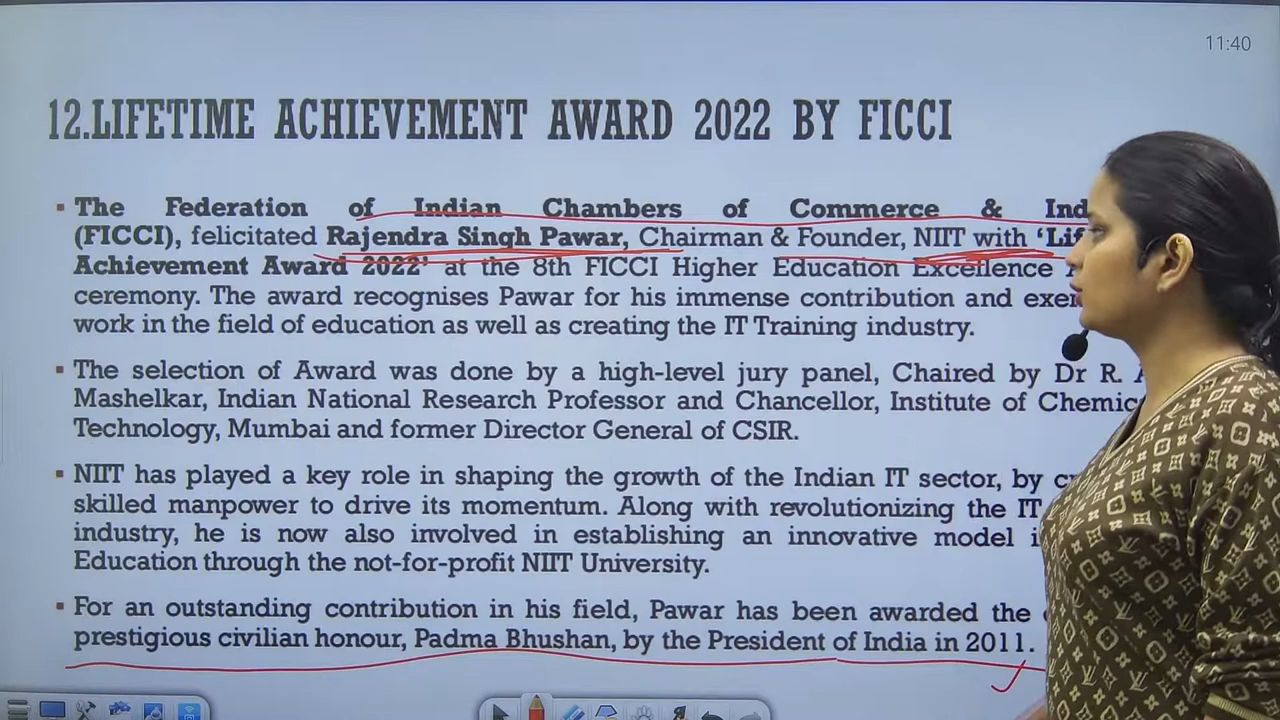 11:40
12.LIFETIME ACHIEVEMENT AWARD 2022 BY FICCI
The Federation of Indian Chambers of Commerce &
(FICCI), felicitated Rajendra Singh Pawar, Chairman & Founder, NIIT with
Achievement Award 2022' at the 8th FICCI Higher Education Excellence
ceremony. The award recognises Pawar for his immense contribution and
work in the field of education as well as creating the IT Training industry.
The selection of Award was done by a high-level jury panel, Chaired by Dr R.
Mashelkar, Indian National Research Professor and Chancellor, Institute of
Technology, Mumbai and former Director General of CSIR.
NIIT has played a key role in shaping the growth of the Indian IT sector, by
skilled manpower to drive its momentum. Along with revolutionizing the IT
industry, he is now also involved in establishing an innovative model
Education through the not-for-profit NIIT University.
For an outstanding contribution in his field, Pawar has been awarded the
prestigious civilian honour, Padma Bhushan, by the President of India in 2011.